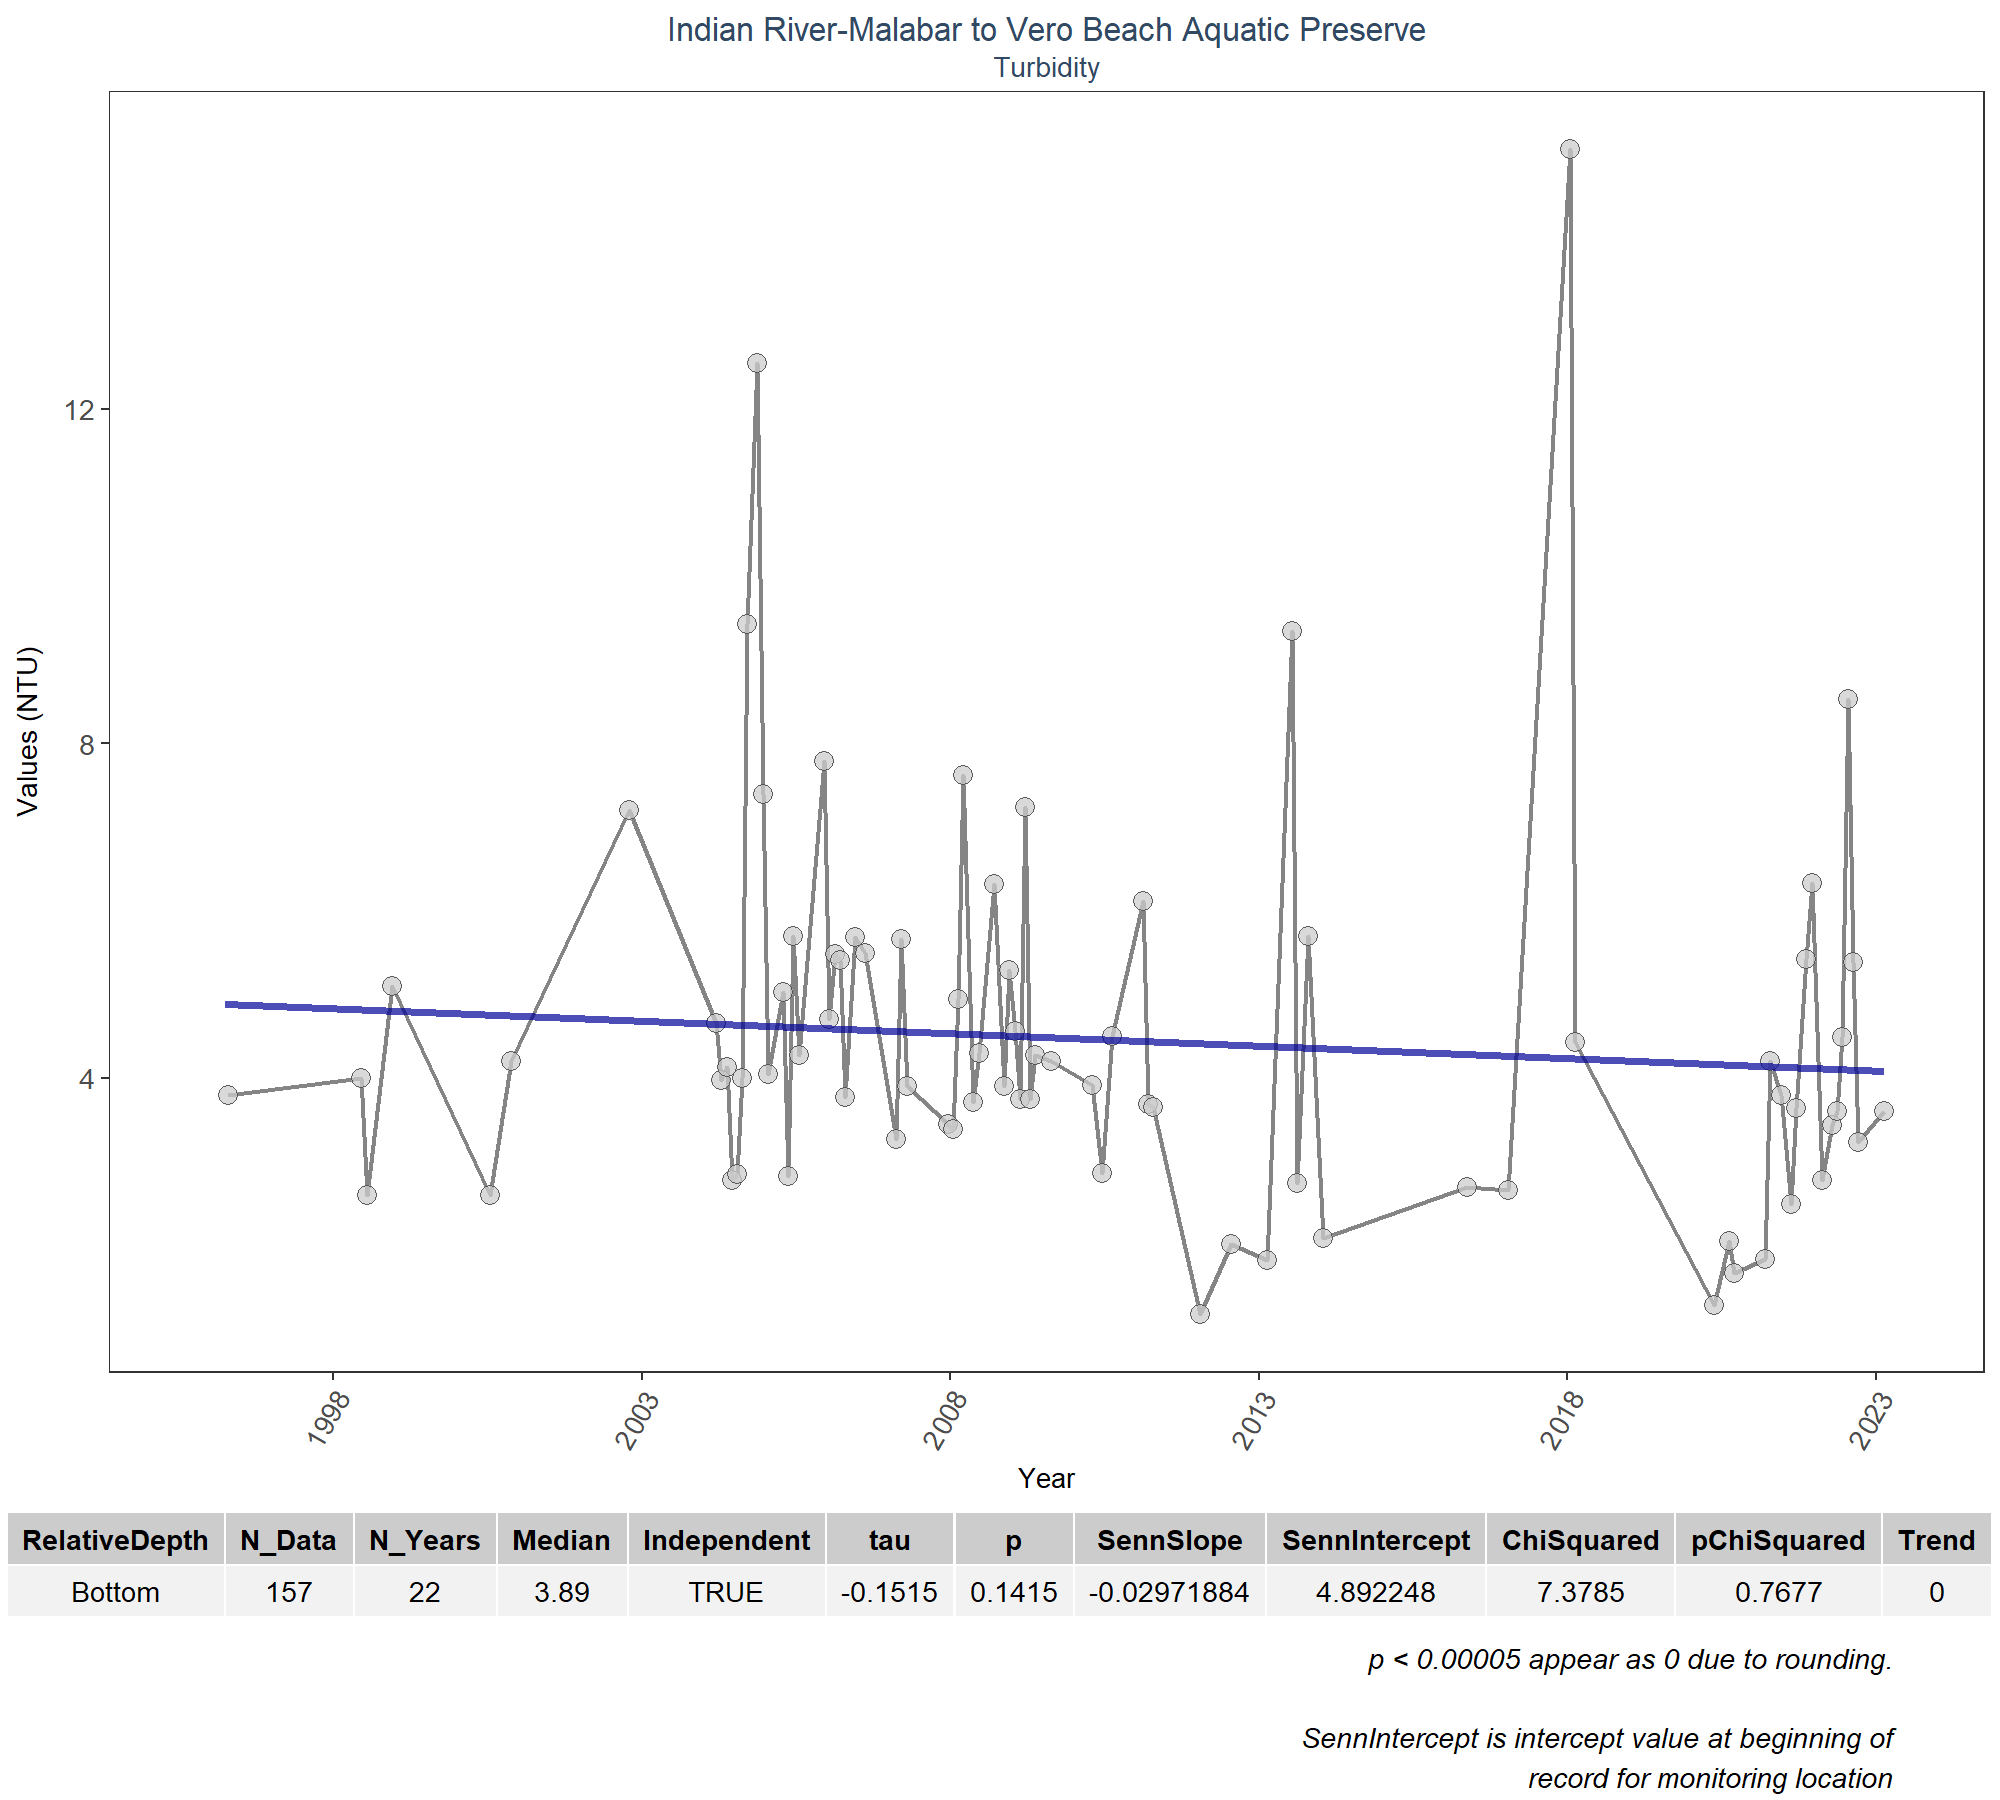 Indian River-Malabar to Vero Beach Aquatic Preserve
Turbidity
Values (NTU)
12
8
4
1998 2003 2008 2013 2018 2023
Year
RelativeDepth N_Data N_Years Median Independent tau p SennSlope SennIntercept ChiSquared pChiSquared Trend
Bottom 157 22 3.89 TRUE -0.1515 0.1415 -0.02971884 4.892248 7.3785 0.7677 0
p < 0.00005 appear as 0 due to rounding.
SennIntercept is intercept value at beginning of
record for monitoring location